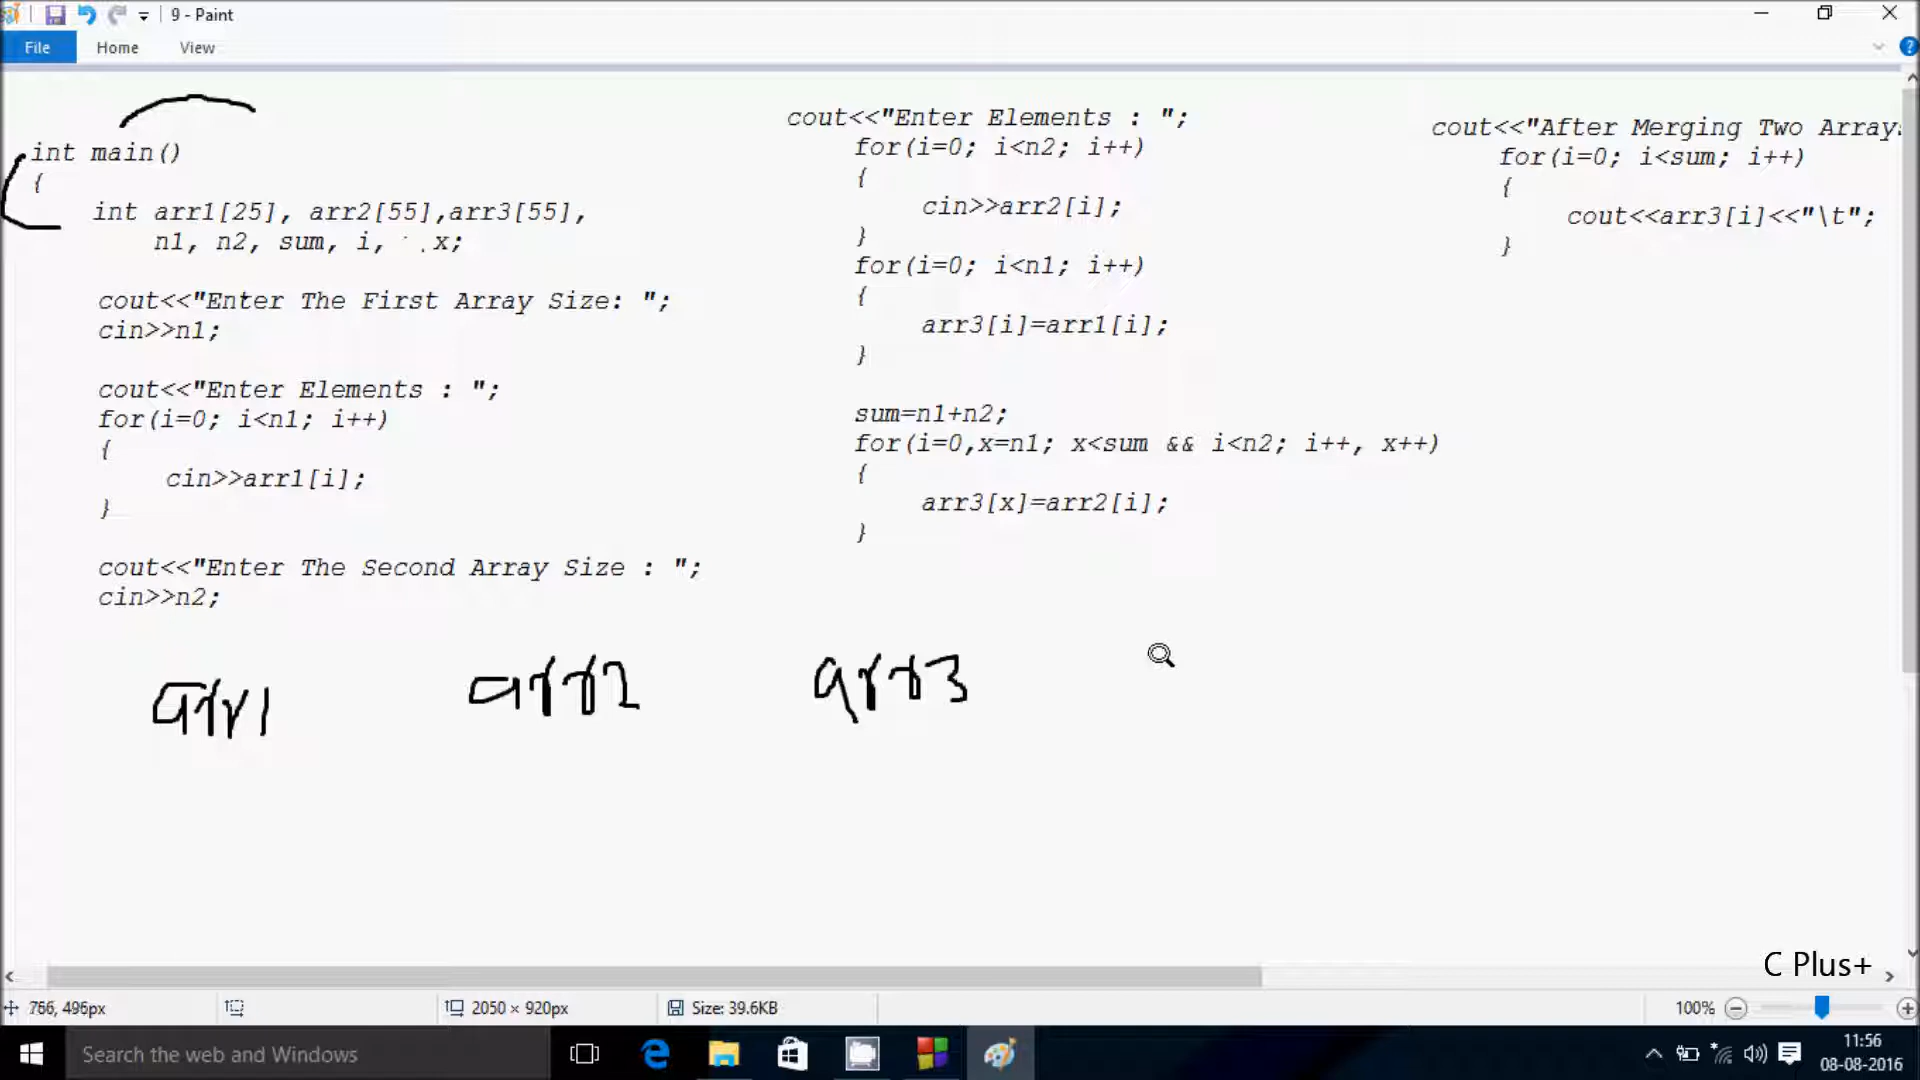 9 - Paint
File Home View
int main()
{
int arr1[25], arr2[55],arr3[55],
n1, n2, sum, i, x;
cout<<"Enter The First Array Size: ";
cin>>n1;
cout<<"Enter Elements : ";
for(i=0; i<n1; i++)
{
cin>>arr1[i];
}
cout<<"Enter The Second Array Size : ";
cin>>n2;
cout<<"Enter Elements : ";
for(i=0; i<n2; i++)
{
cin>>arr2[i];
}
for(i=0; i<n1; i++)
{
arr3[i]=arr1[i];
}
sum=n1+n2;
for(i=0,x=n1; x<sum && i<n2; i++, x++)
{
arr3[x]=arr2[i];
}
cout<<"After Merging Two Array
for(i=0; i<sum; i++)
{
cout<<arr3[i]<<"\t";
}
arr1 arr2 arr3
C Plus+
766, 496px 2050 × 920px Size: 39.6KB 100%
Search the web and Windows
11:56
08-08-2016